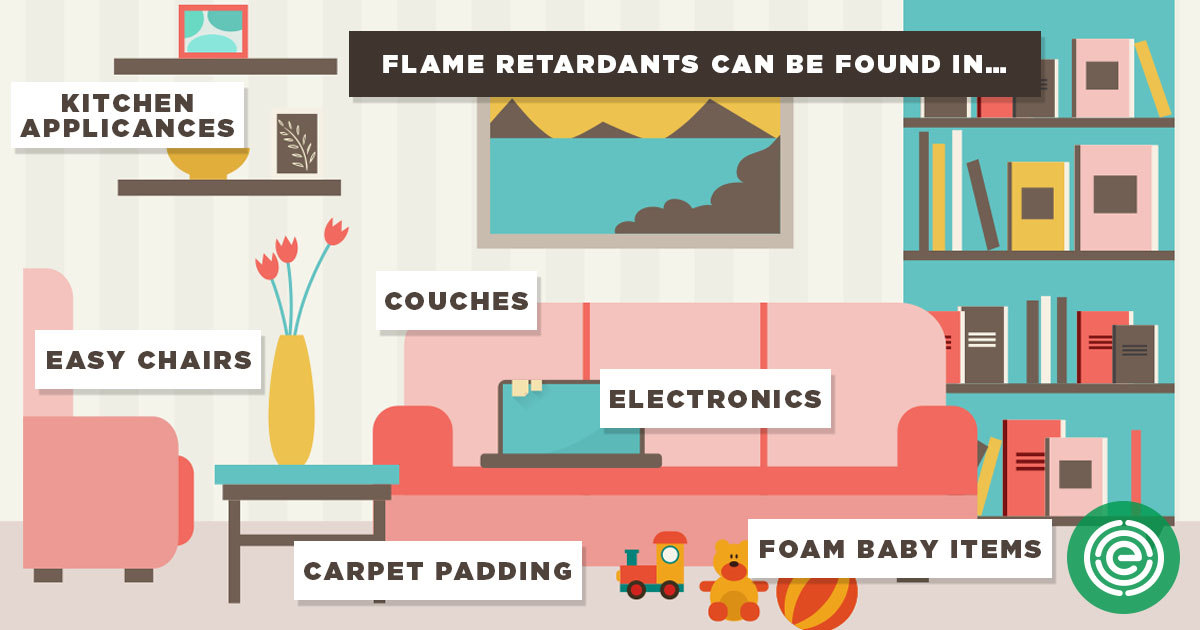 FLAME RETARDANTS CAN BE FOUND IN...
KITCHEN
APPLICANCES
COUCHES
EASY CHAIRS
ELECTRONICS
FOAM BABY ITEMS
CARPET PADDING
e